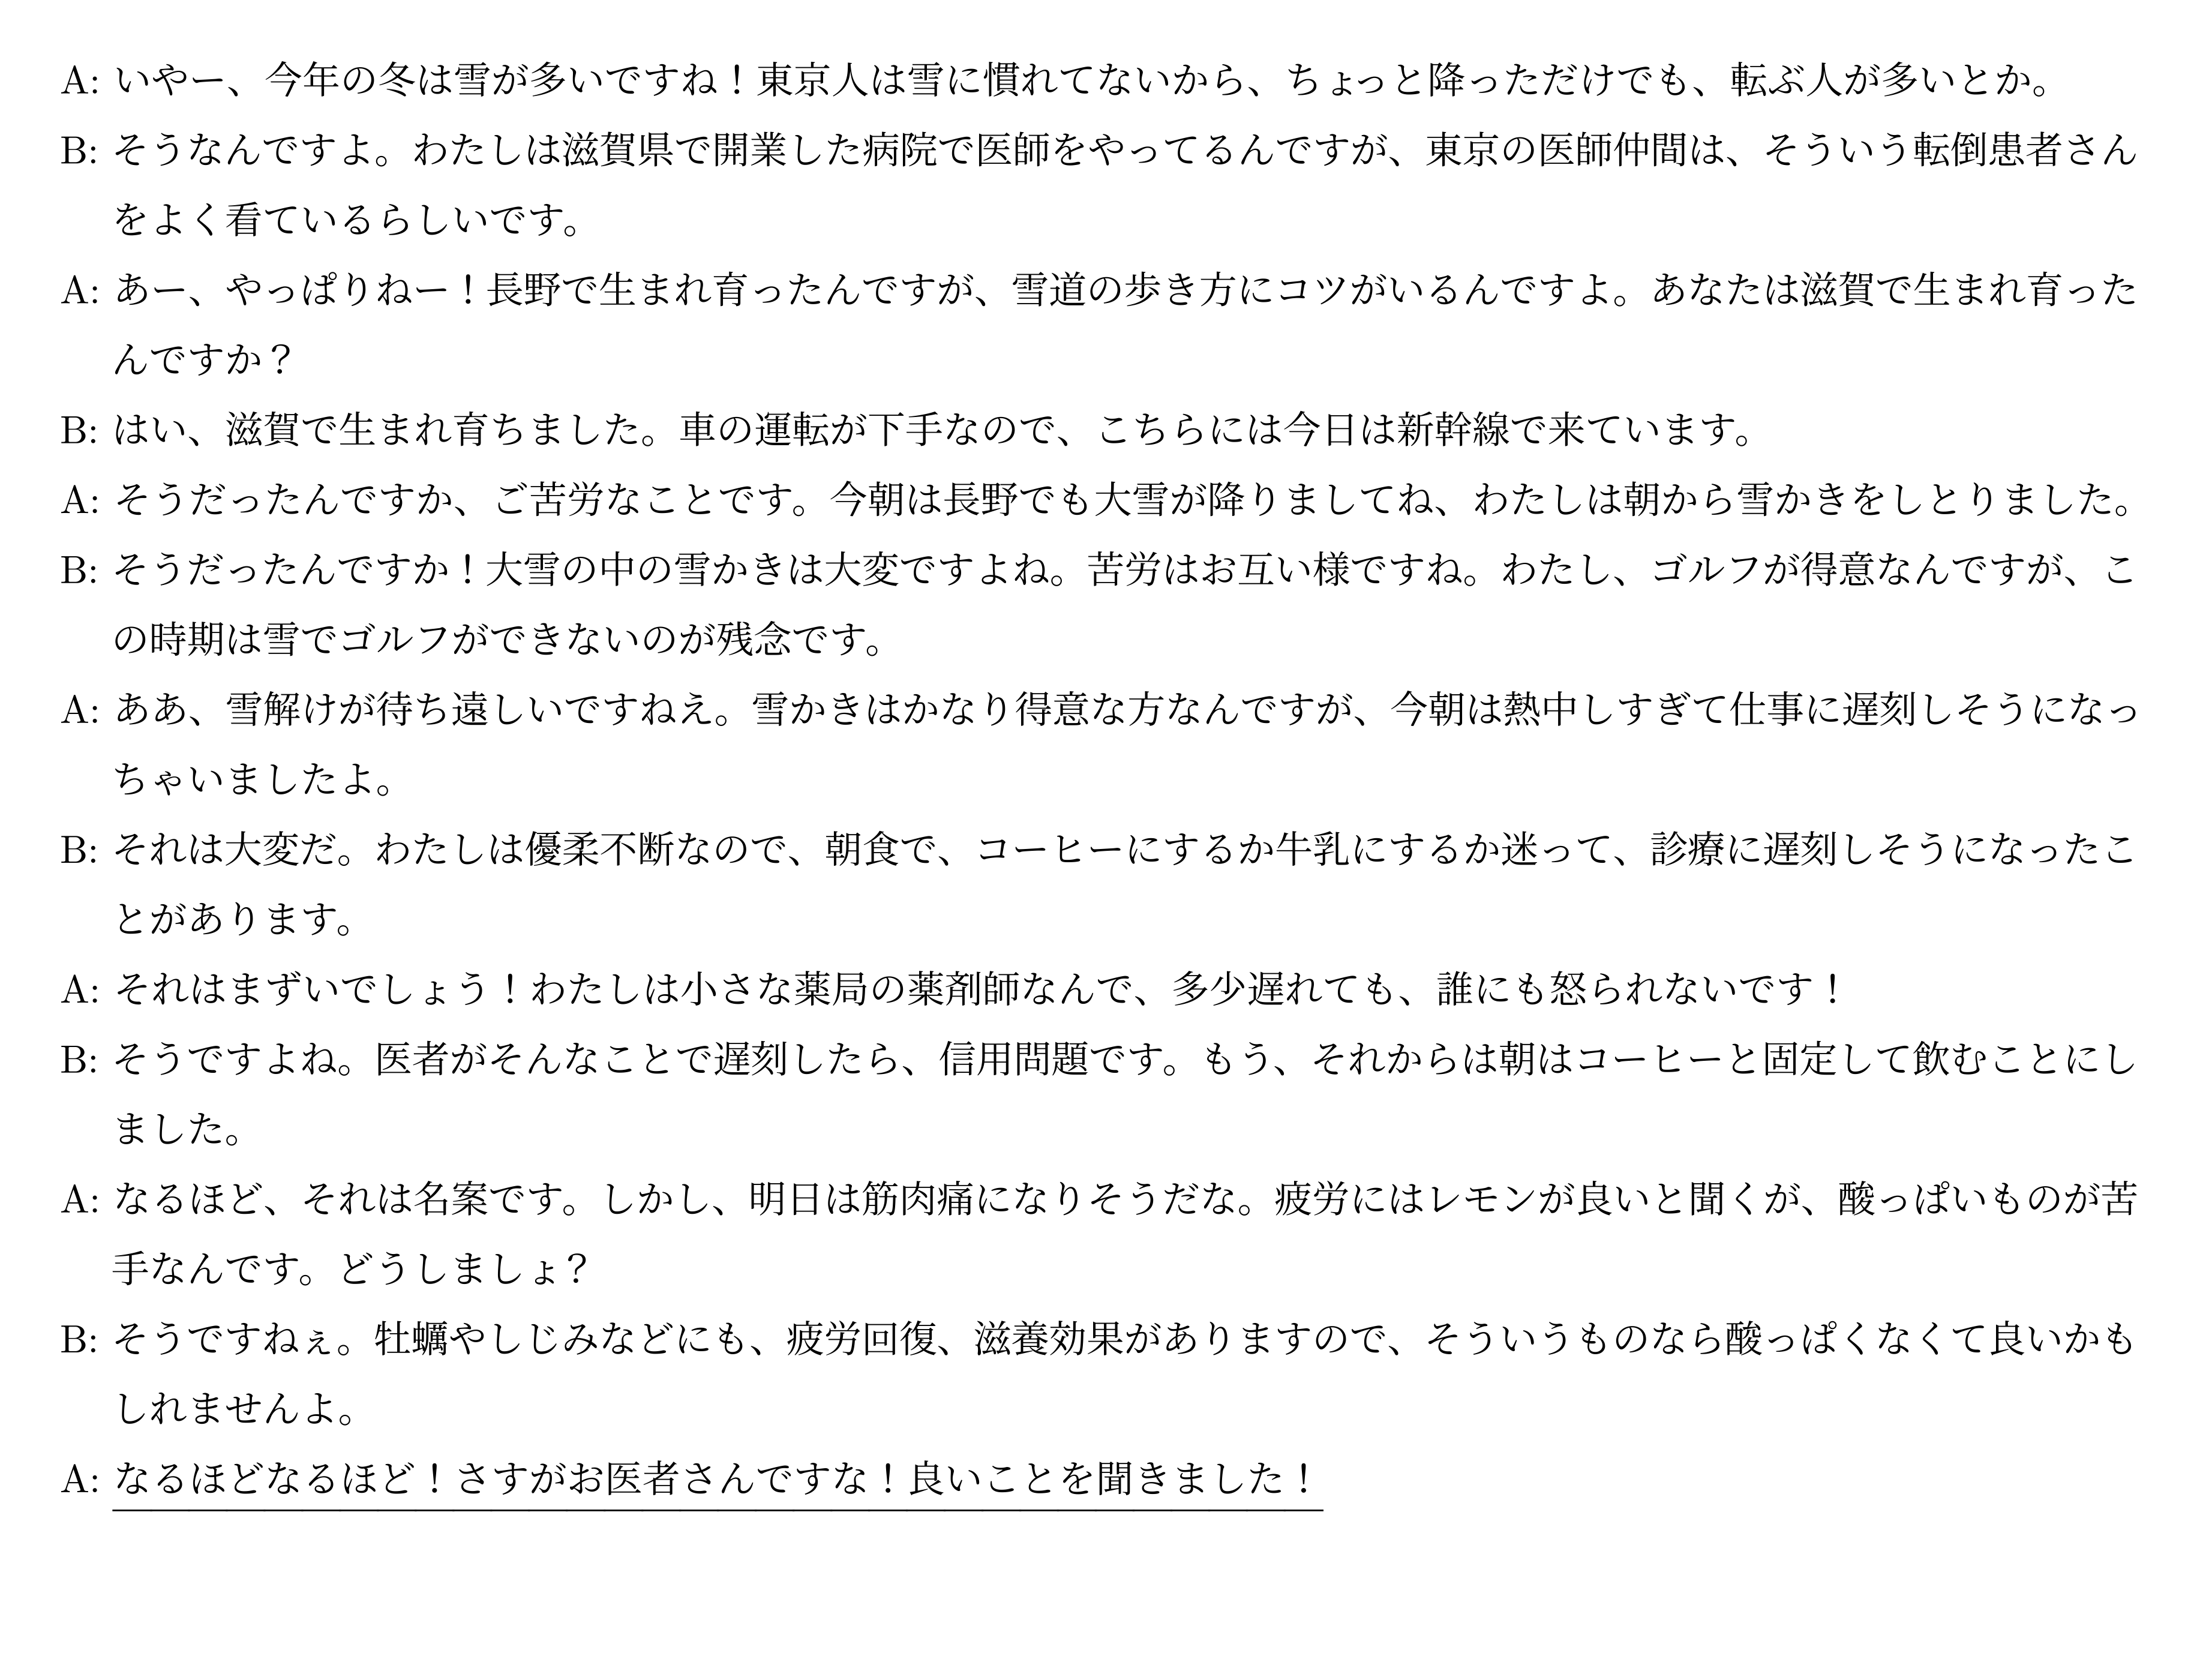 A: いやー、今年の冬は雪が多いですね！東京人は雪に慣れてないから、ちょっと降っただけでも、転ぶ人が多いとか。
B: そうなんですよ。わたしは滋賀県で開業した病院で医師をやってるんですが、東京の医師仲間は、そういう転倒患者さん
をよく看ているらしいです。
A: あー、やっぱりねー！長野で生まれ育ったんですが、雪道の歩き方にコツがいるんですよ。あなたは滋賀で生まれ育った
んですか？
B: はい、滋賀で生まれ育ちました。車の運転が下手なので、こちらには今日は新幹線で来ています。
A: そうだったんですか、ご苦労なことです。今朝は長野でも大雪が降りましてね、わたしは朝から雪かきをしとりました。
B: そうだったんですか！大雪の中の雪かきは大変ですよね。苦労はお互い様ですね。わたし、ゴルフが得意なんですが、こ
の時期は雪でゴルフができないのが残念です。
A: ああ、雪解けが待ち遠しいですねえ。雪かきはかなり得意な方なんですが、今朝は熱中しすぎて仕事に遅刻しそうになっ
ちゃいましたよ。
B: それは大変だ。わたしは優柔不断なので、朝食で、コーヒーにするか牛乳にするか迷って、診療に遅刻しそうになったこ
とがあります。
A: それはまずいでしょう！わたしは小さな薬局の薬剤師なんで、多少遅れても、誰にも怒られないです！
B: そうですよね。医者がそんなことで遅刻したら、信用問題です。もう、それからは朝はコーヒーと固定して飲むことにし
ました。
A: なるほど、それは名案です。しかし、明日は筋肉痛になりそうだな。疲労にはレモンが良いと聞くが、酸っぱいものが苦
手なんです。どうしましょ？
B: そうですねぇ。牡蠣やしじみなどにも、疲労回復、滋養効果がありますので、そういうものなら酸っぱくなくて良いかも
しれませんよ。
A: なるほどなるほど！さすがお医者さんですな！良いことを聞きました！